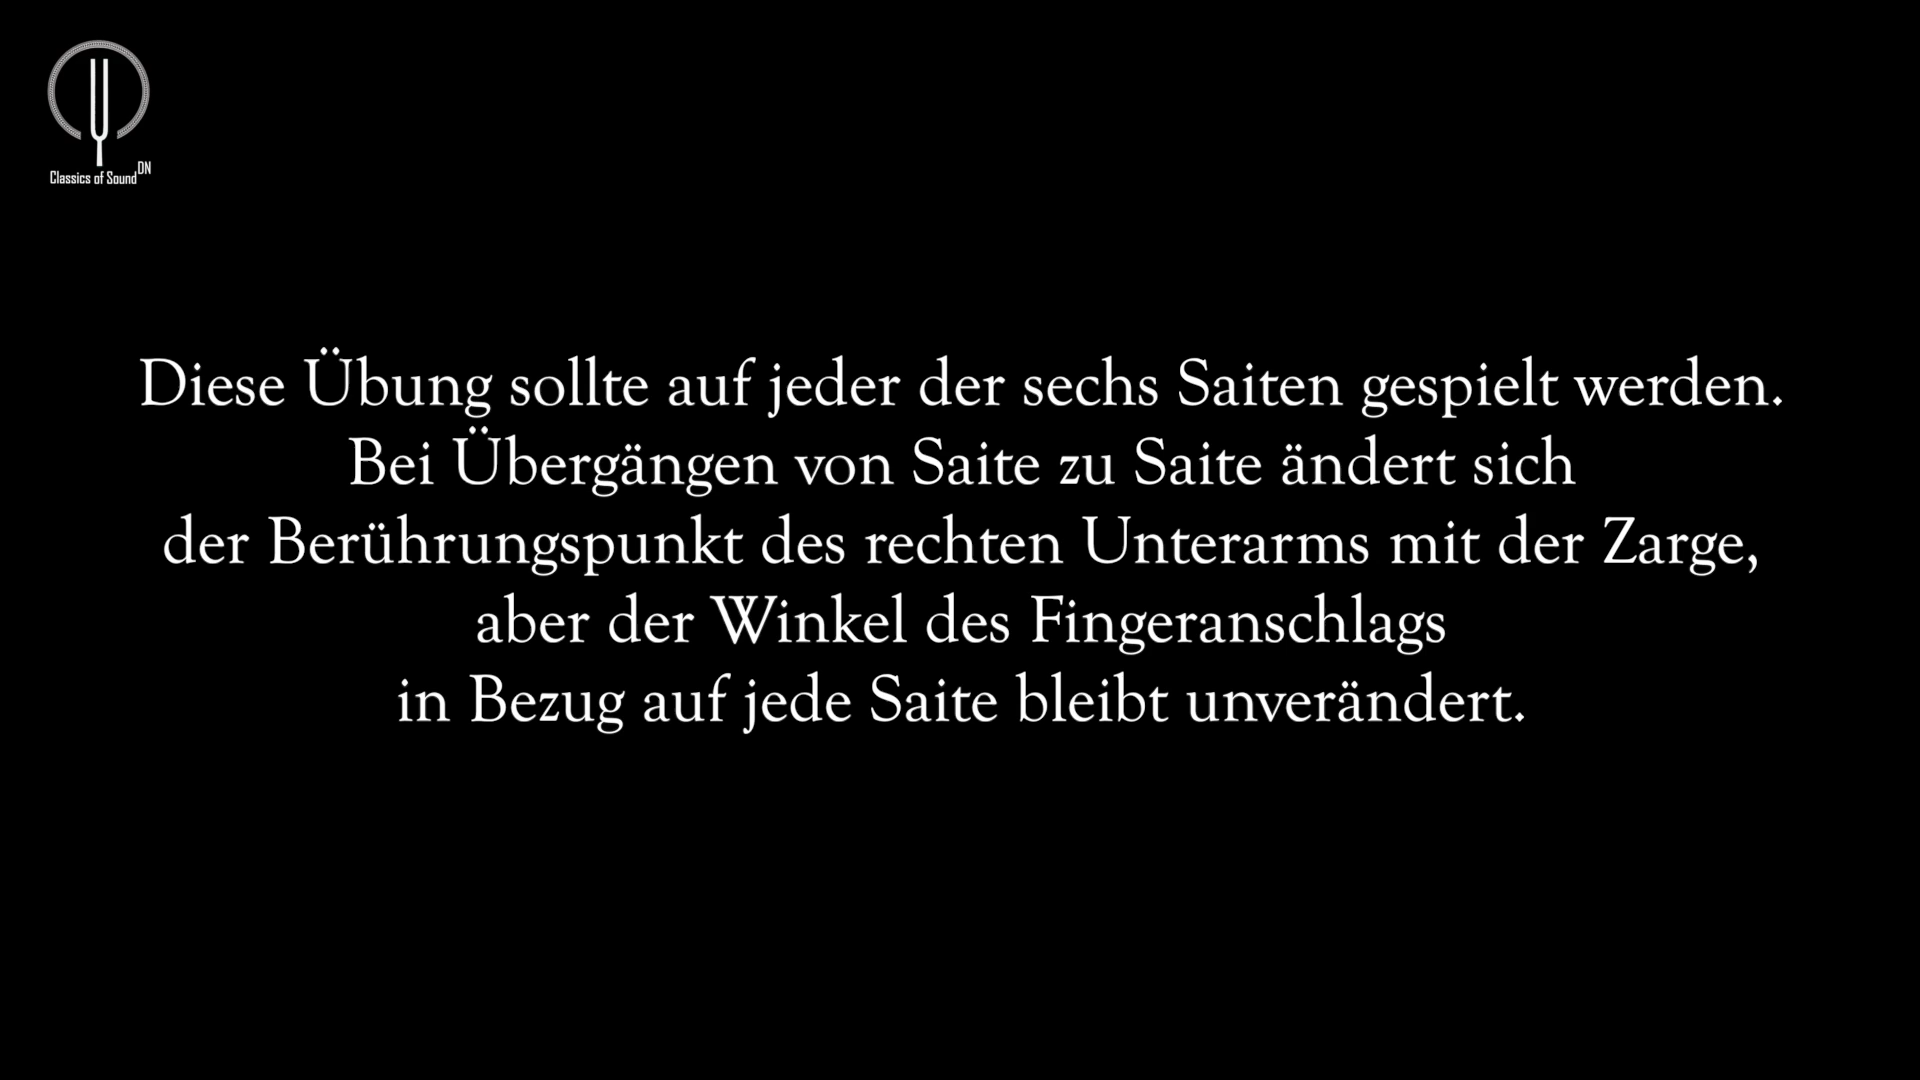 Classics of Sound DN
Diese Übung sollte auf jeder der sechs Saiten gespielt werden.
Bei Übergängen von Saite zu Saite ändert sich
der Berührungspunkt des rechten Unterarms mit der Zarge,
aber der Winkel des Fingeranschlags
in Bezug auf jede Saite bleibt unverändert.